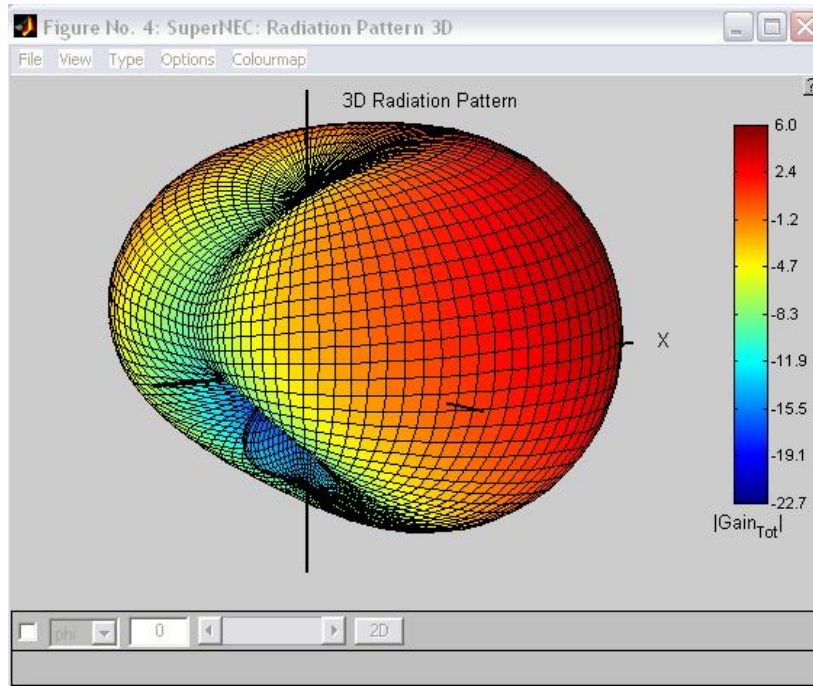 Figure No. 4: SuperNEC: Radiation Pattern 3D
File View Type Options Colourmap
?
3D Radiation Pattern
6.0
2.4
-1.2
-4.7
-8.3
-11.9
-15.5
-19.1
-22.7
X
|Gain_Tot|
phi 0 2D